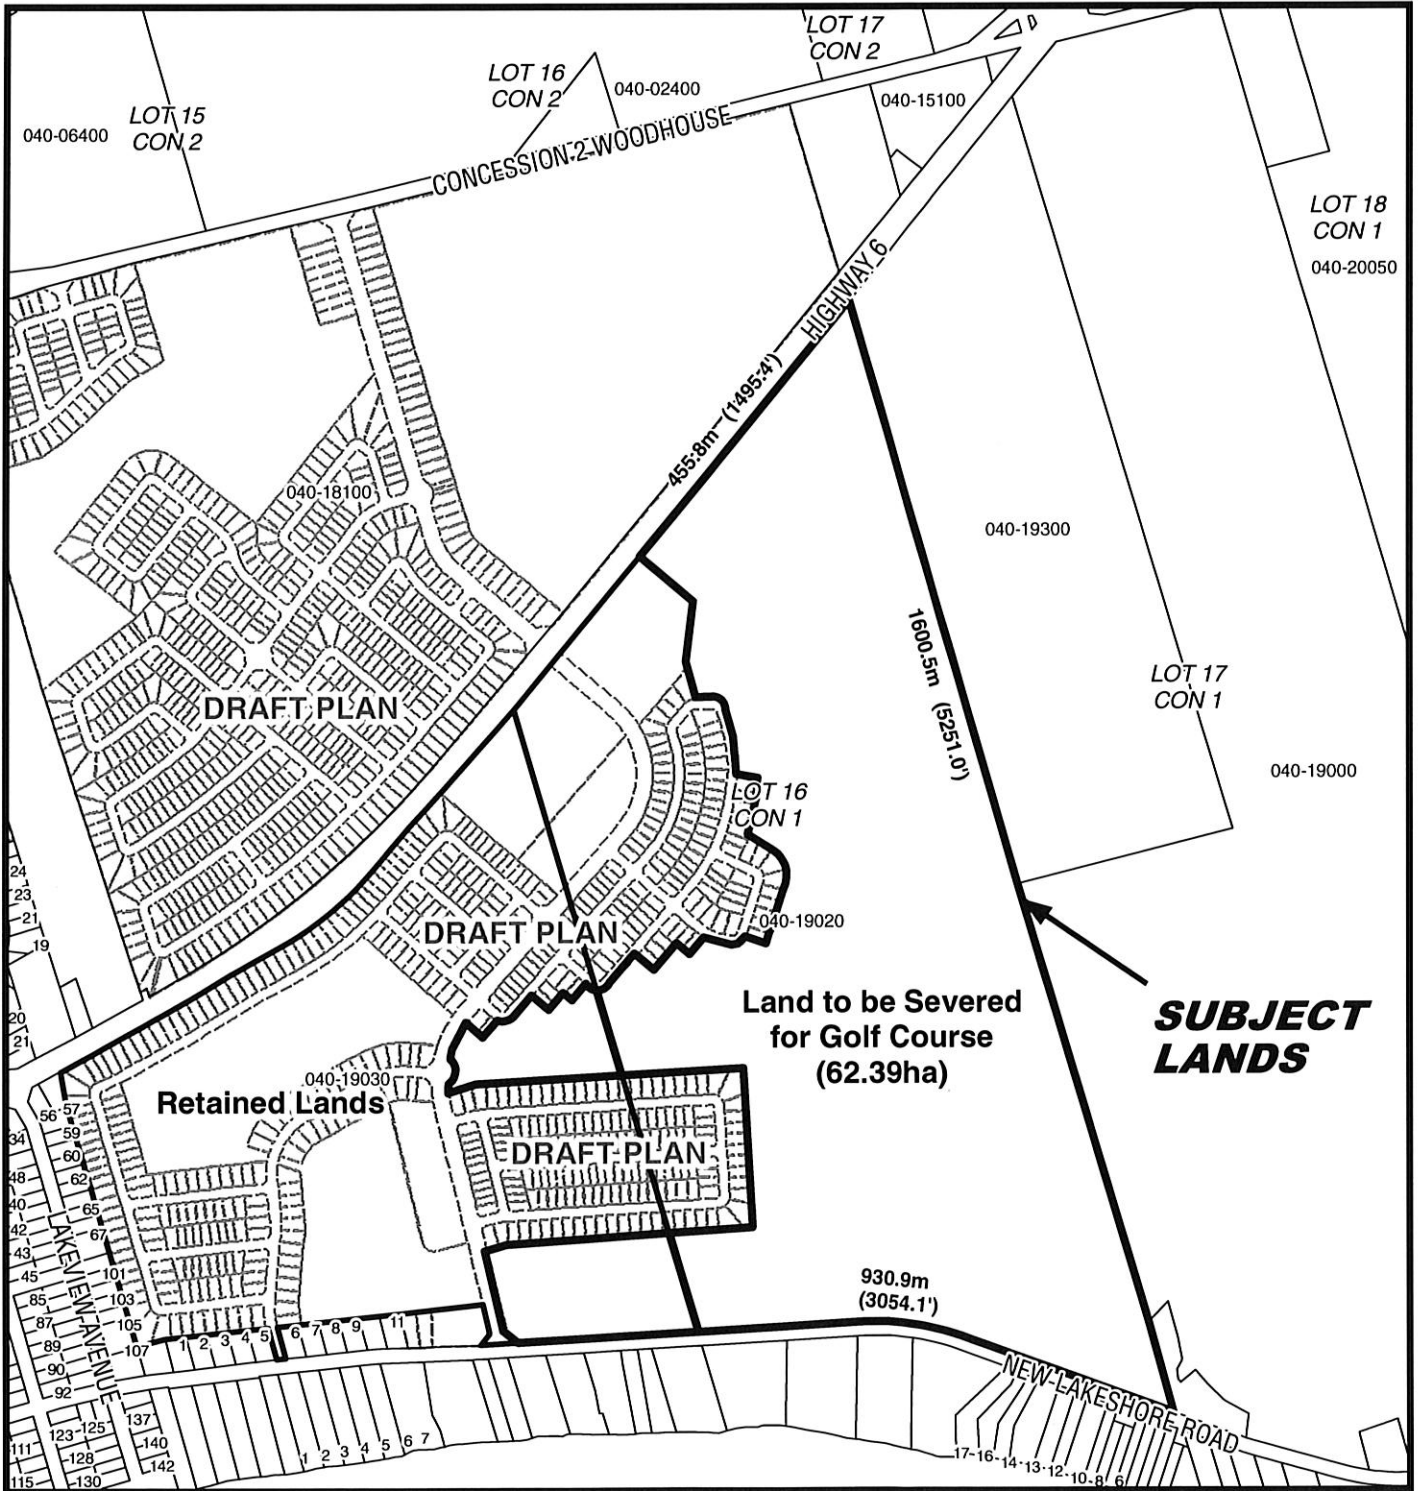 LOT 17
CON 2
LOT 16
CON 2
040-02400
040-15100
LOT 15
CON 2
040-06400
CONCESSION 2 WOODHOUSE
LOT 18
CON 1
040-20050
HIGHWAY 6
455.8m (1495.4')
040-18100
040-19300
1600.5m (5251.0')
LOT 17
CON 1
DRAFT PLAN
040-19000
LOT 16
CON 1
24
23
21
19
040-19020
DRAFT PLAN
Land to be Severed
for Golf Course
(62.39ha)
SUBJECT
LANDS
20
21
040-19030
Retained Lands
56
57
59
60
62
65
67
101
103
105
107
34
48
40
42
43
45
85
87
89
90
92
DRAFT PLAN
LAKEVIEW AVENUE
930.9m
(3054.1')
1 2 3 4 5 6 7 8 9 11
NEW LAKESHORE ROAD
111
115
123
125
128
130
137
140
142
1 2 3 4 5 6 7
17 16 14 13 12 10 8 6